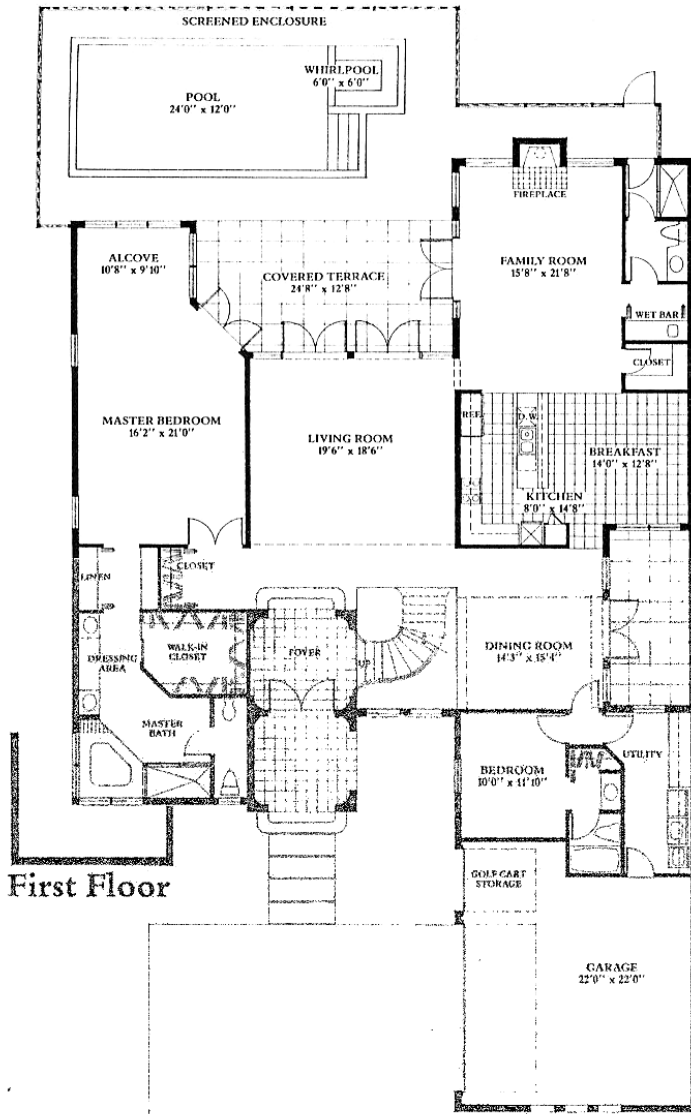 SCREENED ENCLOSURE
WHIRLPOOL
6'0'' x 6'0''
POOL
24'0'' x 12'0''
FIREPLACE
ALCOVE
10'8'' x 9'10''
FAMILY ROOM
15'8'' x 21'8''
COVERED TERRACE
24'8'' x 12'8''
WET BAR
CLOSET
MASTER BEDROOM
16'2'' x 21'0''
LIVING ROOM
19'6'' x 18'6''
REF.
D.W.
BREAKFAST
14'0'' x 12'8''
KITCHEN
8'0'' x 14'8''
LINEN
CLOSET
DRESSING
AREA
WALK-IN
CLOSET
FOYER
UP
DINING ROOM
14'3'' x 15'4''
MASTER
BATH
UTILITY
BEDROOM
10'0'' x 11'10''
First Floor
GOLF CART
STORAGE
GARAGE
22'0'' x 22'0''